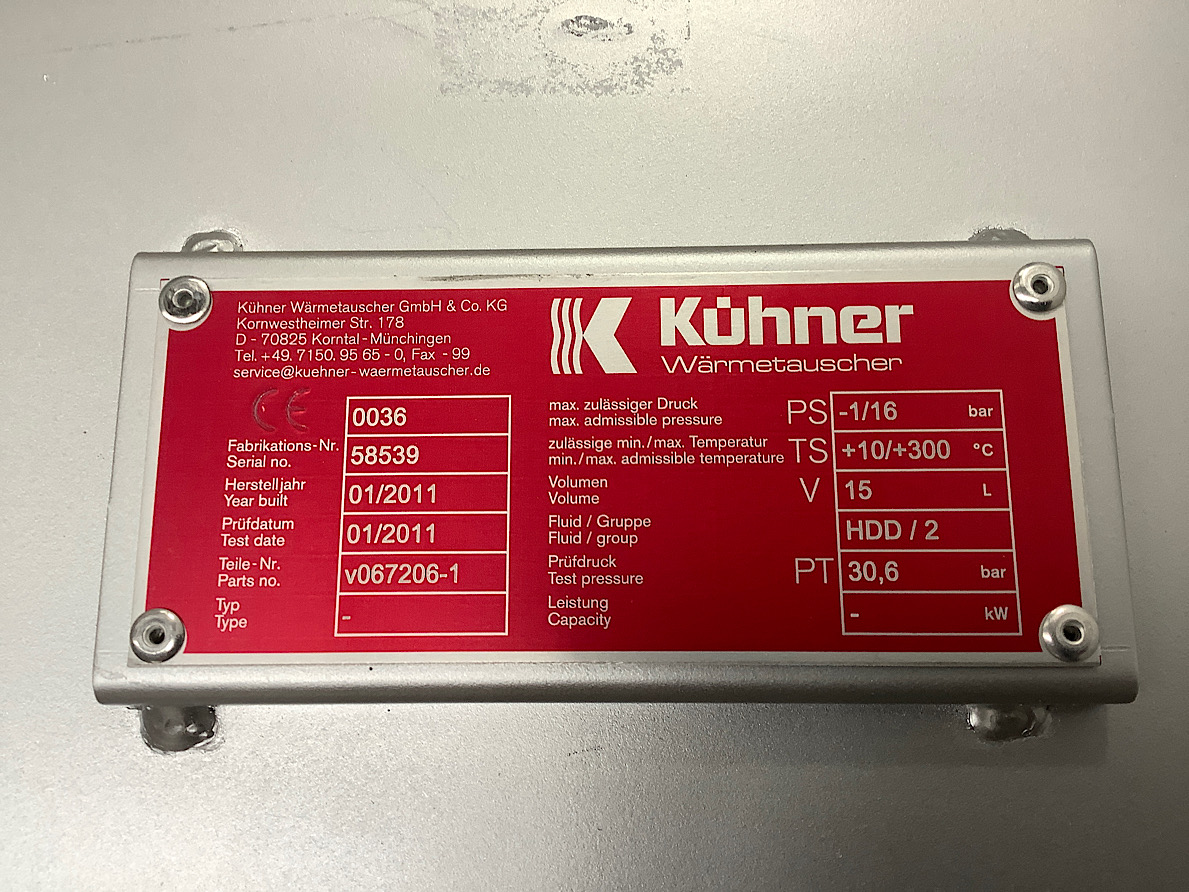 Kühner Wärmetauscher GmbH & Co. KG
Kornwestheimer Str. 178
D - 70825 Korntal - Münchingen
Tel. +49. 7150. 95 65 - 0, Fax - 99
service@kuehner-waermetauscher.de
K Kühner
Wärmetauscher
CE 0036
Fabrikations-Nr.
Serial no. 58539
Herstelljahr
Year built 01/2011
Prüfdatum
Test date 01/2011
Teile-Nr.
Parts no. v067206-1
Typ
Type -
max. zulässiger Druck
max. admissible pressure PS -1/16 bar
zulässige min./max. Temperatur
min./max. admissible temperature TS +10/+300 °C
Volumen
Volume V 15 L
Fluid / Gruppe
Fluid / group HDD / 2
Prüfdruck
Test pressure PT 30,6 bar
Leistung
Capacity - kW